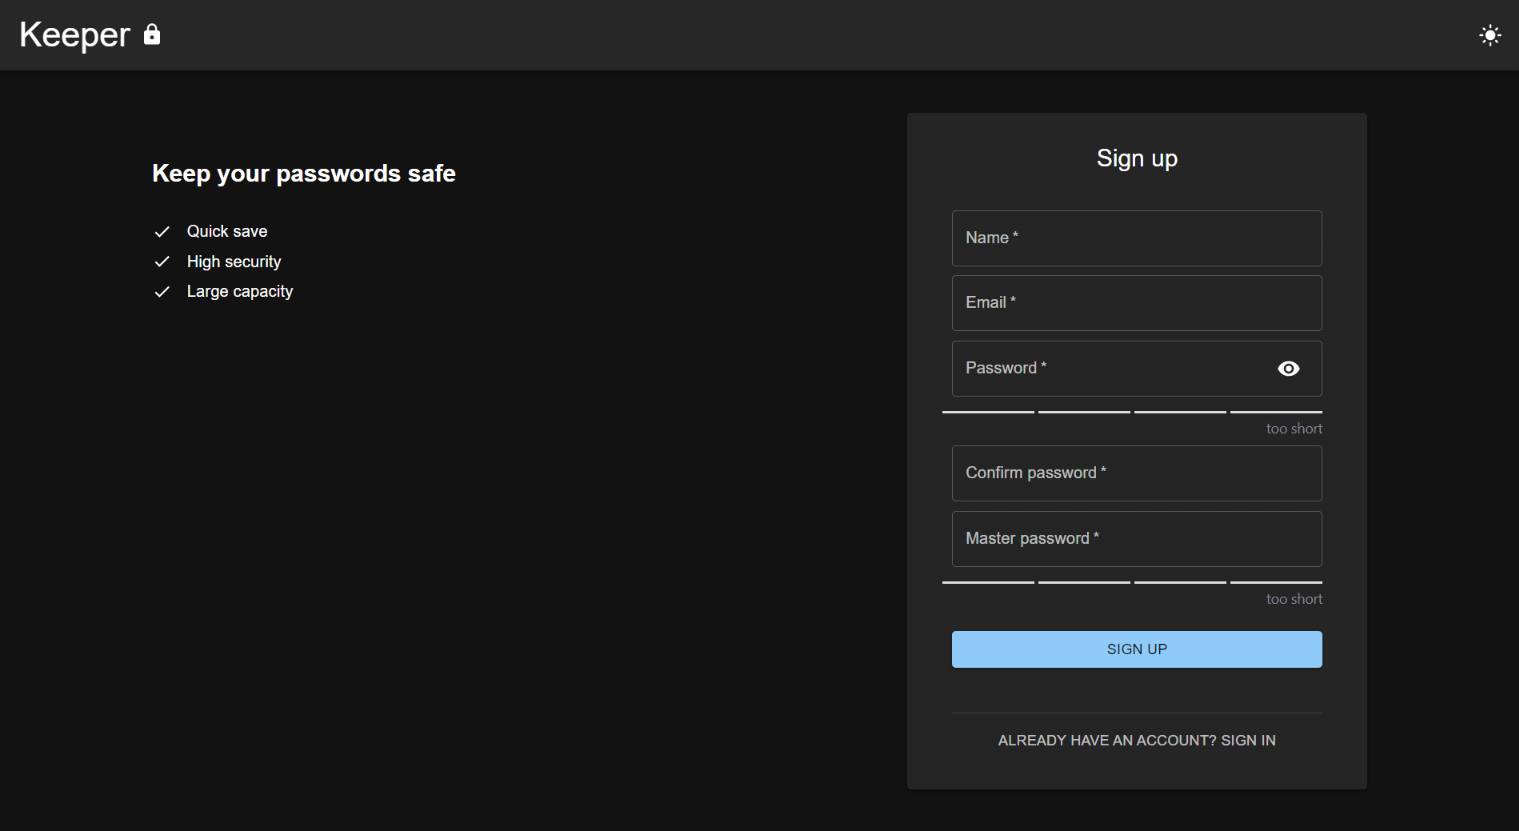 Keeper
Keep your passwords safe
Quick save
High security
Large capacity
Sign up
Name *
Email *
Password *
too short
Confirm password *
Master password *
too short
SIGN UP
ALREADY HAVE AN ACCOUNT? SIGN IN